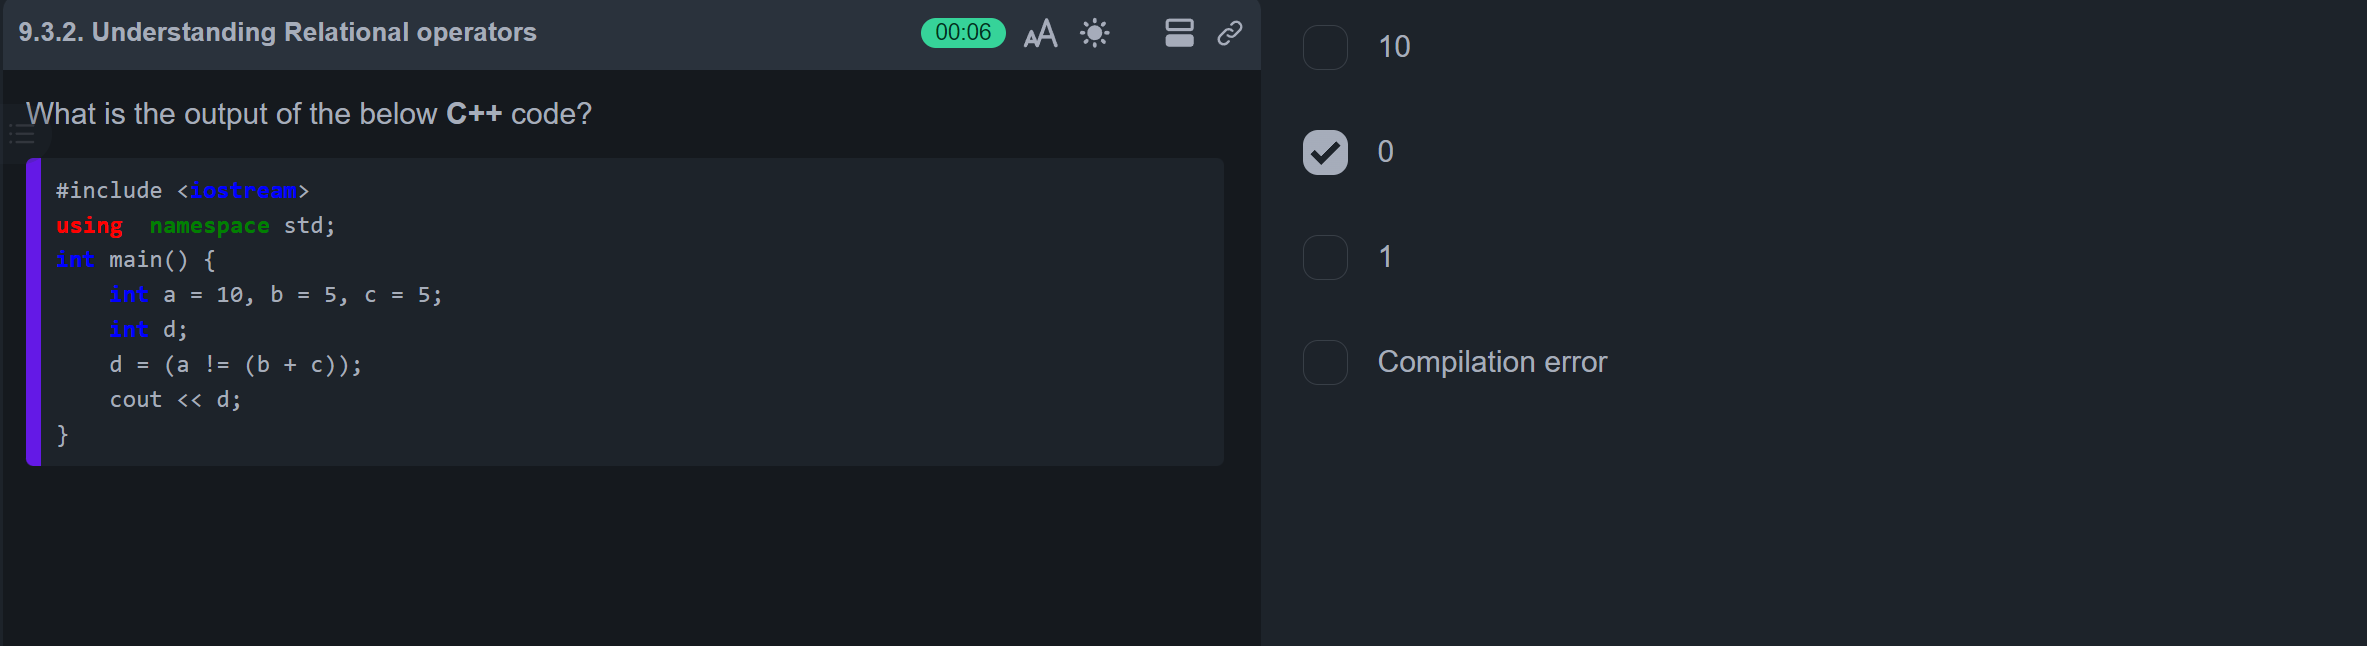 9.3.2. Understanding Relational operators
00:06
What is the output of the below C++ code?
#include <iostream>
using  namespace std;
int main() {
    int a = 10, b = 5, c = 5;
    int d;
    d = (a != (b + c));
    cout << d;
}
10
0
1
Compilation error